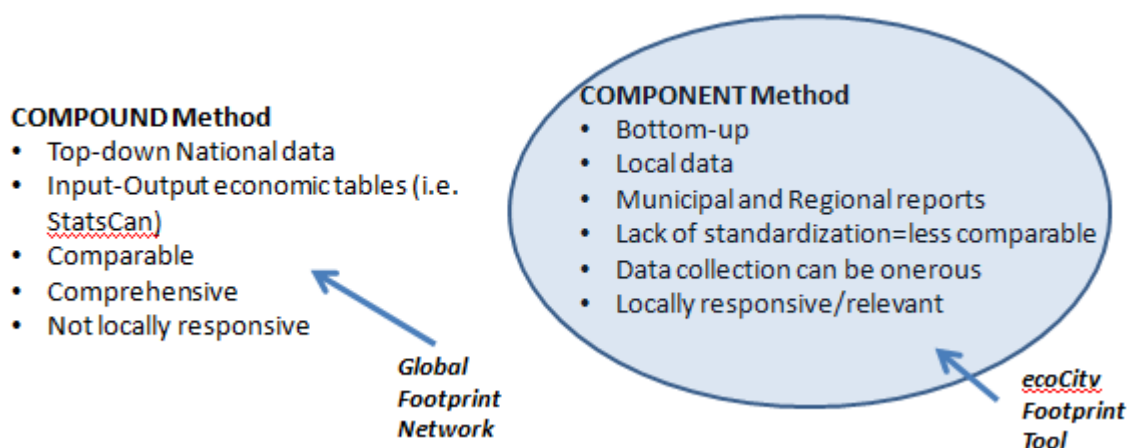 COMPOUND Method
• Top-down National data
• Input-Output economic tables (i.e.
StatsCan)
• Comparable
• Comprehensive
• Not locally responsive
Global
Footprint
Network
COMPONENT Method
• Bottom-up
• Local data
• Municipal and Regional reports
• Lack of standardization=less comparable
• Data collection can be onerous
• Locally responsive/relevant
ecoCity
Footprint
Tool